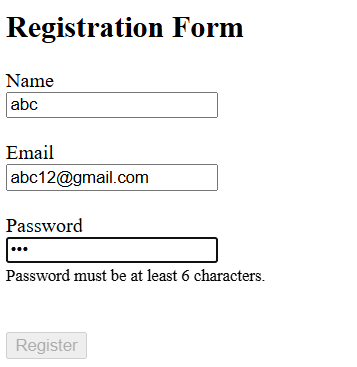 Registration Form
Name
abc
Email
abc12@gmail.com
Password
•••
Password must be at least 6 characters.
Register